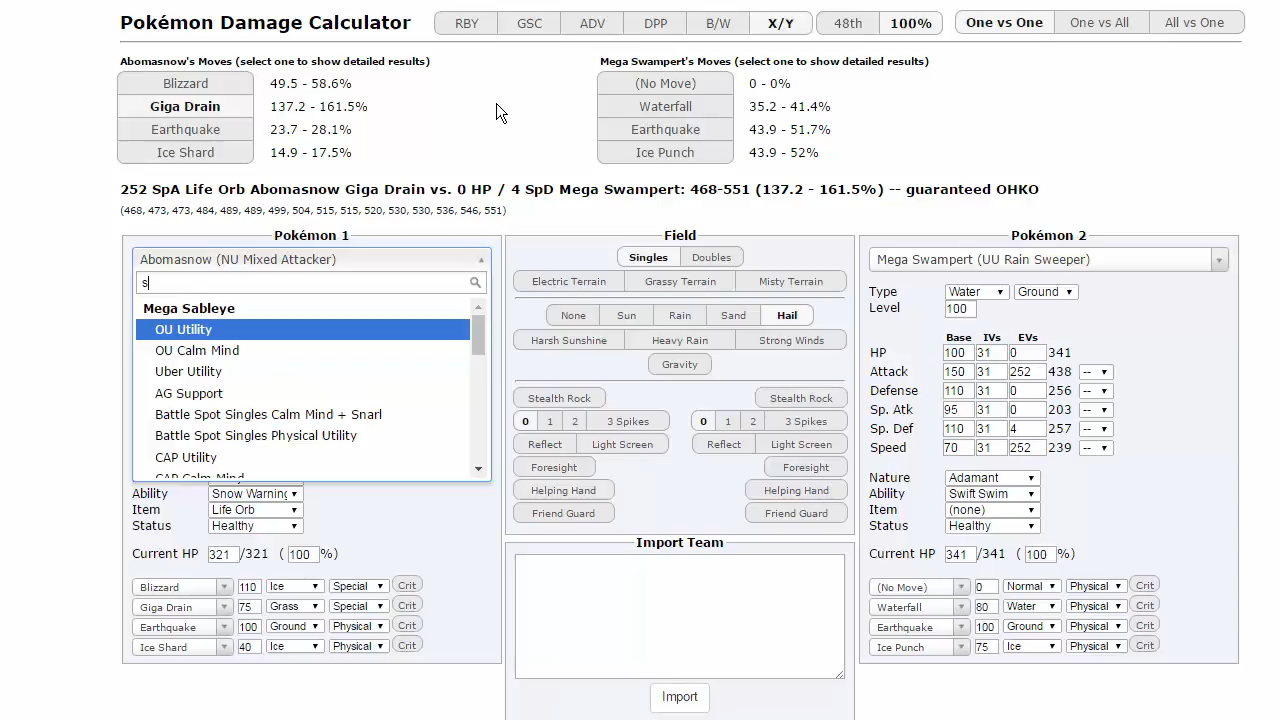 Pokémon Damage Calculator RBY GSC ADV DPP B/W X/Y 48th 100% One vs One One vs All All vs One
Abomasnow's Moves (select one to show detailed results) Mega Swampert's Moves (select one to show detailed results)
Blizzard 49.5 - 58.6% (No Move) 0 - 0%
Giga Drain 137.2 - 161.5% Waterfall 35.2 - 41.4%
Earthquake 23.7 - 28.1% Earthquake 43.9 - 51.7%
Ice Shard 14.9 - 17.5% Ice Punch 43.9 - 52%
252 SpA Life Orb Abomasnow Giga Drain vs. 0 HP / 4 SpD Mega Swampert: 468-551 (137.2 - 161.5%) -- guaranteed OHKO
(468, 473, 473, 484, 489, 489, 499, 504, 515, 515, 520, 530, 530, 536, 546, 551)
Pokémon 1
Abomasnow (NU Mixed Attacker)
s
Mega Sableye
OU Utility
OU Calm Mind
Uber Utility
AG Support
Battle Spot Singles Calm Mind + Snarl
Battle Spot Singles Physical Utility
CAP Utility
CAP Calm Mind
Ability Snow Warning
Item Life Orb
Status Healthy
Current HP 321/321 ( 100 %)
Blizzard 110 Ice Special Crit
Giga Drain 75 Grass Special Crit
Earthquake 100 Ground Physical Crit
Ice Shard 40 Ice Physical Crit
Field
Singles Doubles
Electric Terrain Grassy Terrain Misty Terrain
None Sun Rain Sand Hail
Harsh Sunshine Heavy Rain Strong Winds
Gravity
Stealth Rock Stealth Rock
0 1 2 3 Spikes 0 1 2 3 Spikes
Reflect Light Screen Reflect Light Screen
Foresight Foresight
Helping Hand Helping Hand
Friend Guard Friend Guard
Import Team
Import
Pokémon 2
Mega Swampert (UU Rain Sweeper)
Type Water Ground
Level 100
Base IVs EVs
HP 100 31 0 341
Attack 150 31 252 438 --
Defense 110 31 0 256 --
Sp. Atk 95 31 0 203 --
Sp. Def 110 31 4 257 --
Speed 70 31 252 239 --
Nature Adamant
Ability Swift Swim
Item (none)
Status Healthy
Current HP 341/341 ( 100 %)
(No Move) 0 Normal Physical Crit
Waterfall 80 Water Physical Crit
Earthquake 100 Ground Physical Crit
Ice Punch 75 Ice Physical Crit